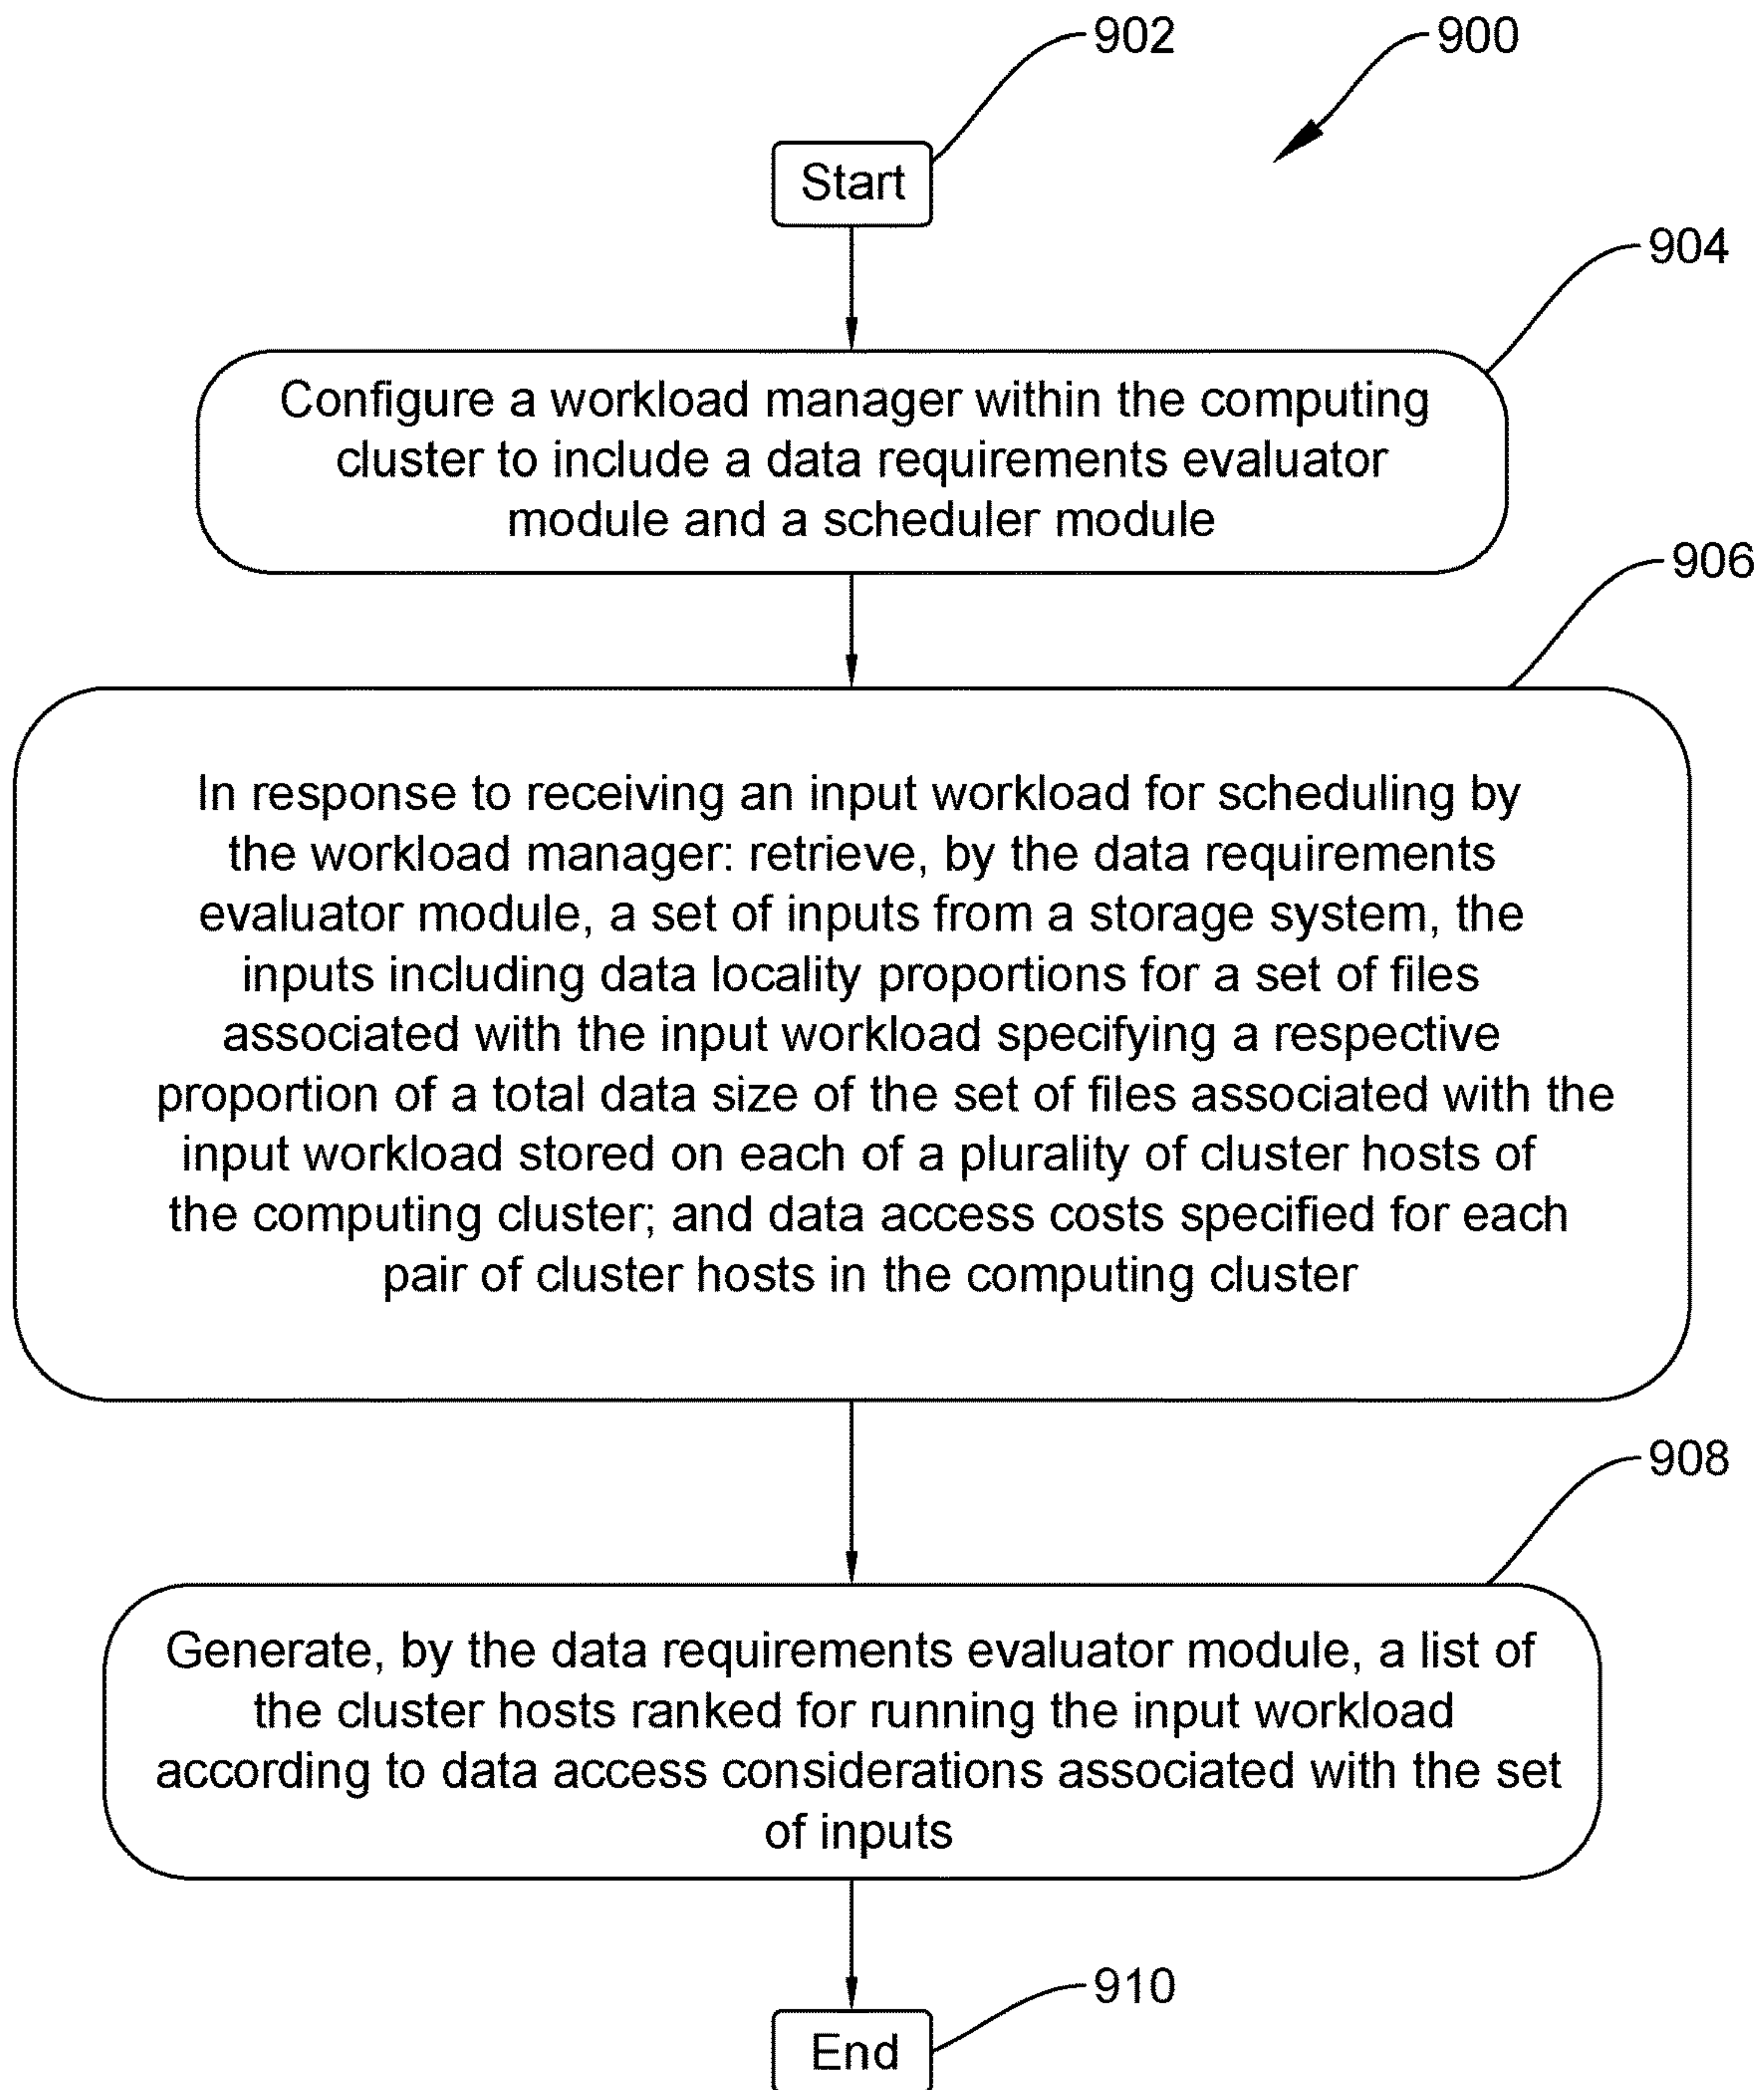 902
900
Start
904
Configure a workload manager within the computing
cluster to include a data requirements evaluator
module and a scheduler module
906
In response to receiving an input workload for scheduling by
the workload manager: retrieve, by the data requirements
evaluator module, a set of inputs from a storage system, the
inputs including data locality proportions for a set of files
associated with the input workload specifying a respective
proportion of a total data size of the set of files associated with the
input workload stored on each of a plurality of cluster hosts of
the computing cluster; and data access costs specified for each
pair of cluster hosts in the computing cluster
908
Generate, by the data requirements evaluator module, a list of
the cluster hosts ranked for running the input workload
according to data access considerations associated with the set
of inputs
910
End